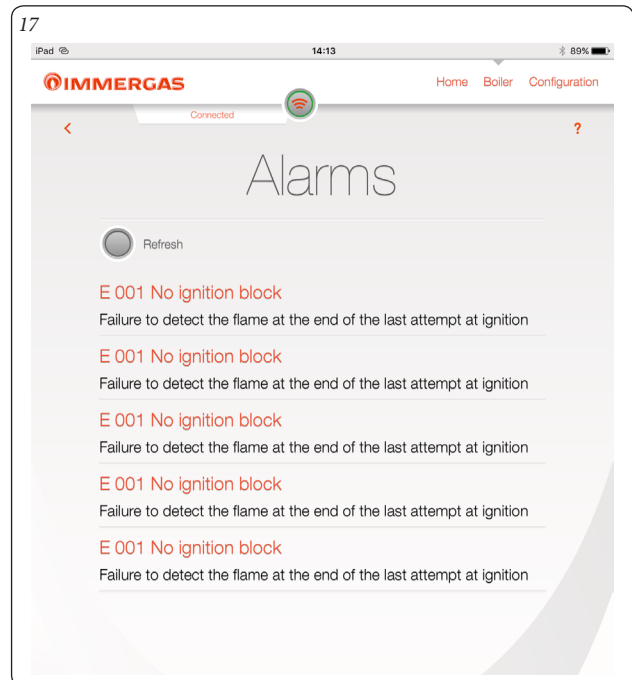 17
iPad 14:13 89%
IMMERGAS Home Boiler Configuration
Connected
< ?
Alarms
Refresh
E 001 No ignition block
Failure to detect the flame at the end of the last attempt at ignition
E 001 No ignition block
Failure to detect the flame at the end of the last attempt at ignition
E 001 No ignition block
Failure to detect the flame at the end of the last attempt at ignition
E 001 No ignition block
Failure to detect the flame at the end of the last attempt at ignition
E 001 No ignition block
Failure to detect the flame at the end of the last attempt at ignition